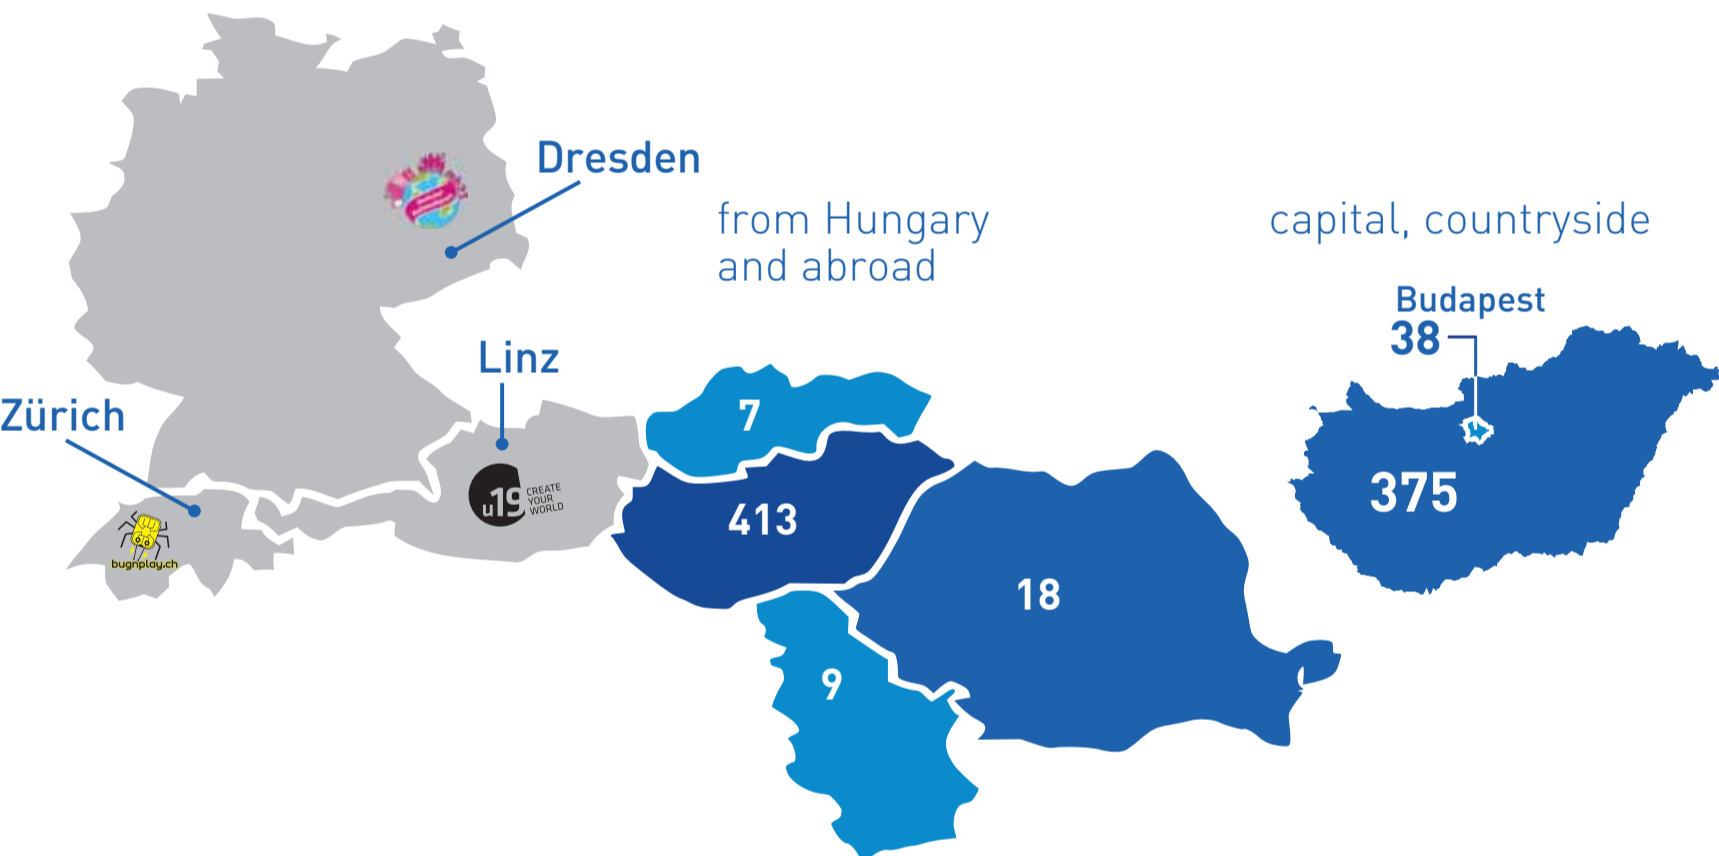 Dresden
from Hungary
and abroad
capital, countryside
Budapest
38
Linz
Zürich
7
375
u19 CREATE
YOUR
WORLD
413
bugnplay.ch
18
9